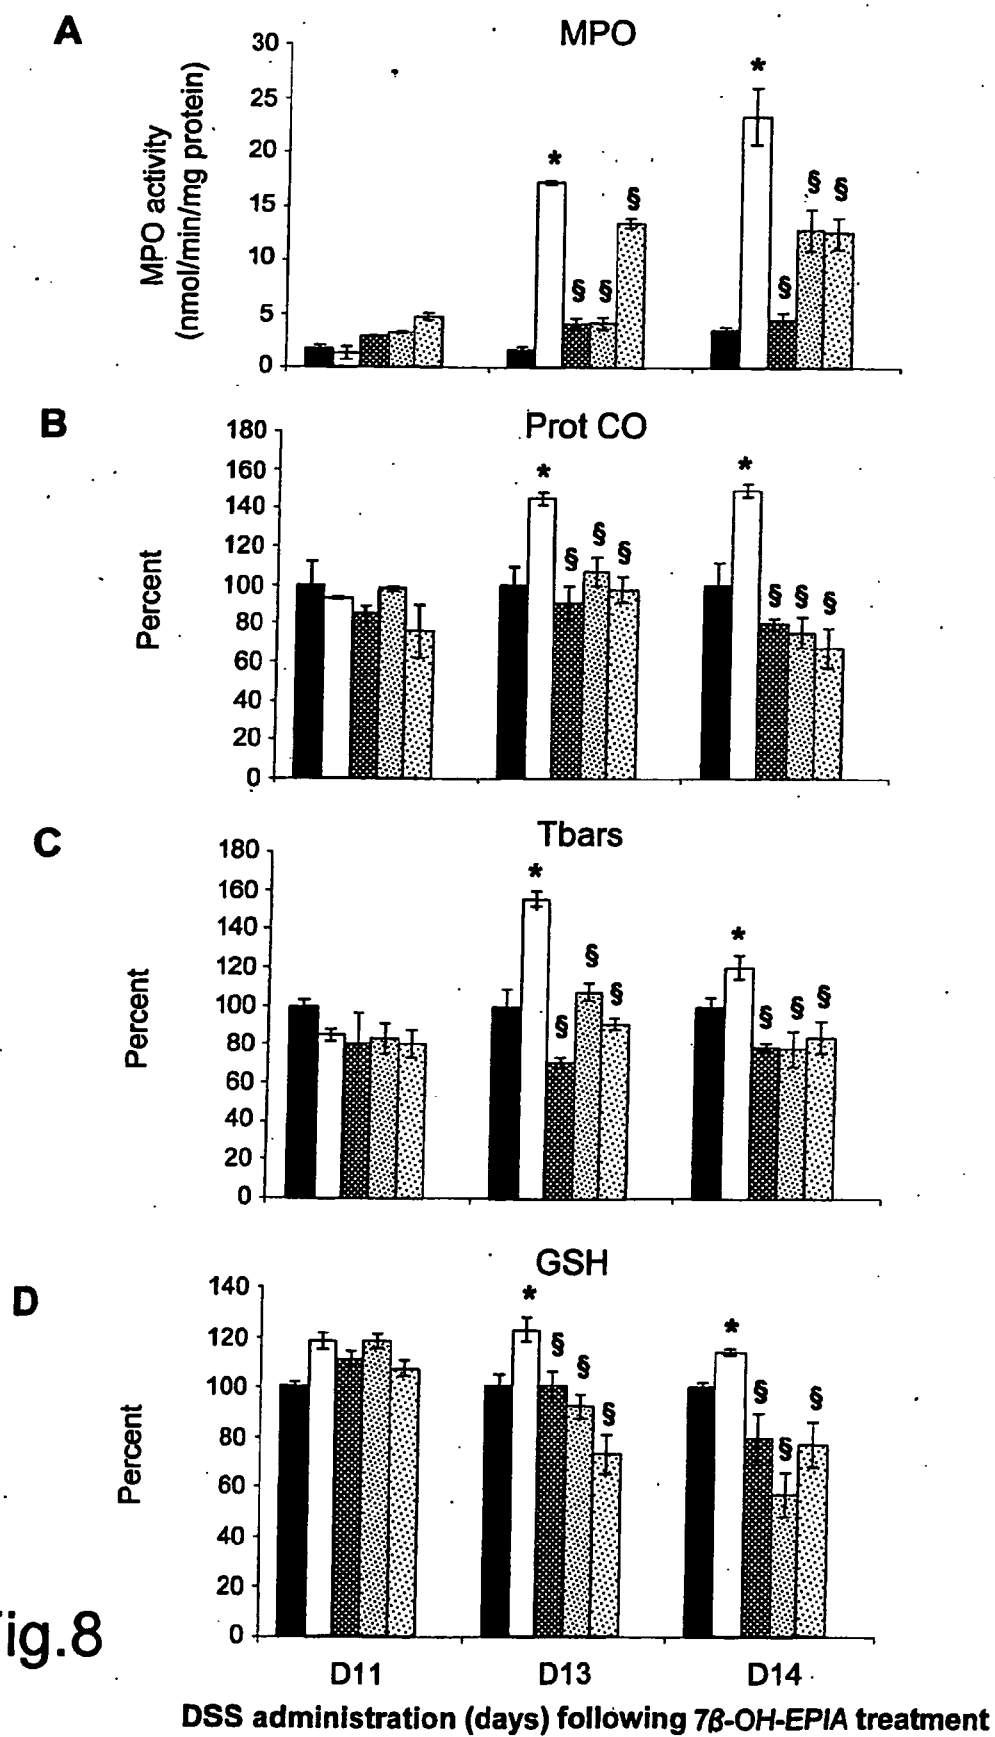 A
MPO
MPO activity
(nmol/min/mg protein)
30
25
20
15
10
5
0
*
§ § §
*
§ § §
B
Prot CO
Percent
180
160
140
120
100
80
60
40
20
0
*
§ § §
*
§ § §
C
Tbars
Percent
180
160
140
120
100
80
60
40
20
0
*
§ § §
*
§ § §
D
GSH
Percent
140
120
100
80
60
40
20
0
*
§ § §
*
§ § §
D11 D13 D14
DSS administration (days) following 7ß-OH-EPIA treatment
ig.8